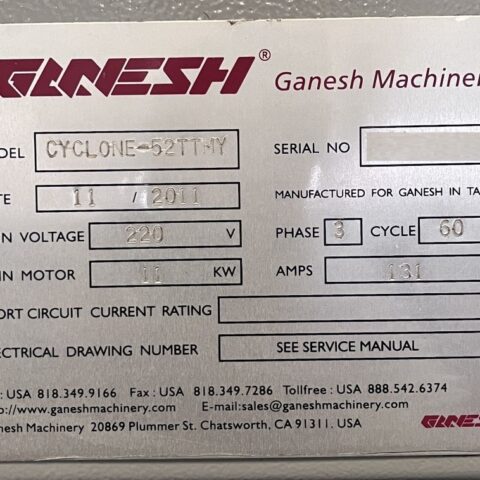 GANESH® Ganesh Machiner
ODEL CYCLONE-52TTMY SERIAL NO
TE 11 / 2011 MANUFACTURED FOR GANESH IN TA
N VOLTAGE 220 V PHASE 3 CYCLE 60
IN MOTOR 11 KW AMPS 131
ORT CIRCUIT CURRENT RATING
ECTRICAL DRAWING NUMBER SEE SERVICE MANUAL
: USA 818.349.9166 Fax : USA 818.349.7286 Tollfree : USA 888.542.6374
p://www.ganeshmachinery.com E-mail:sales@ganeshmachinery.com
nesh Machinery 20869 Plummer St. Chatsworth, CA 91311. USA GANES